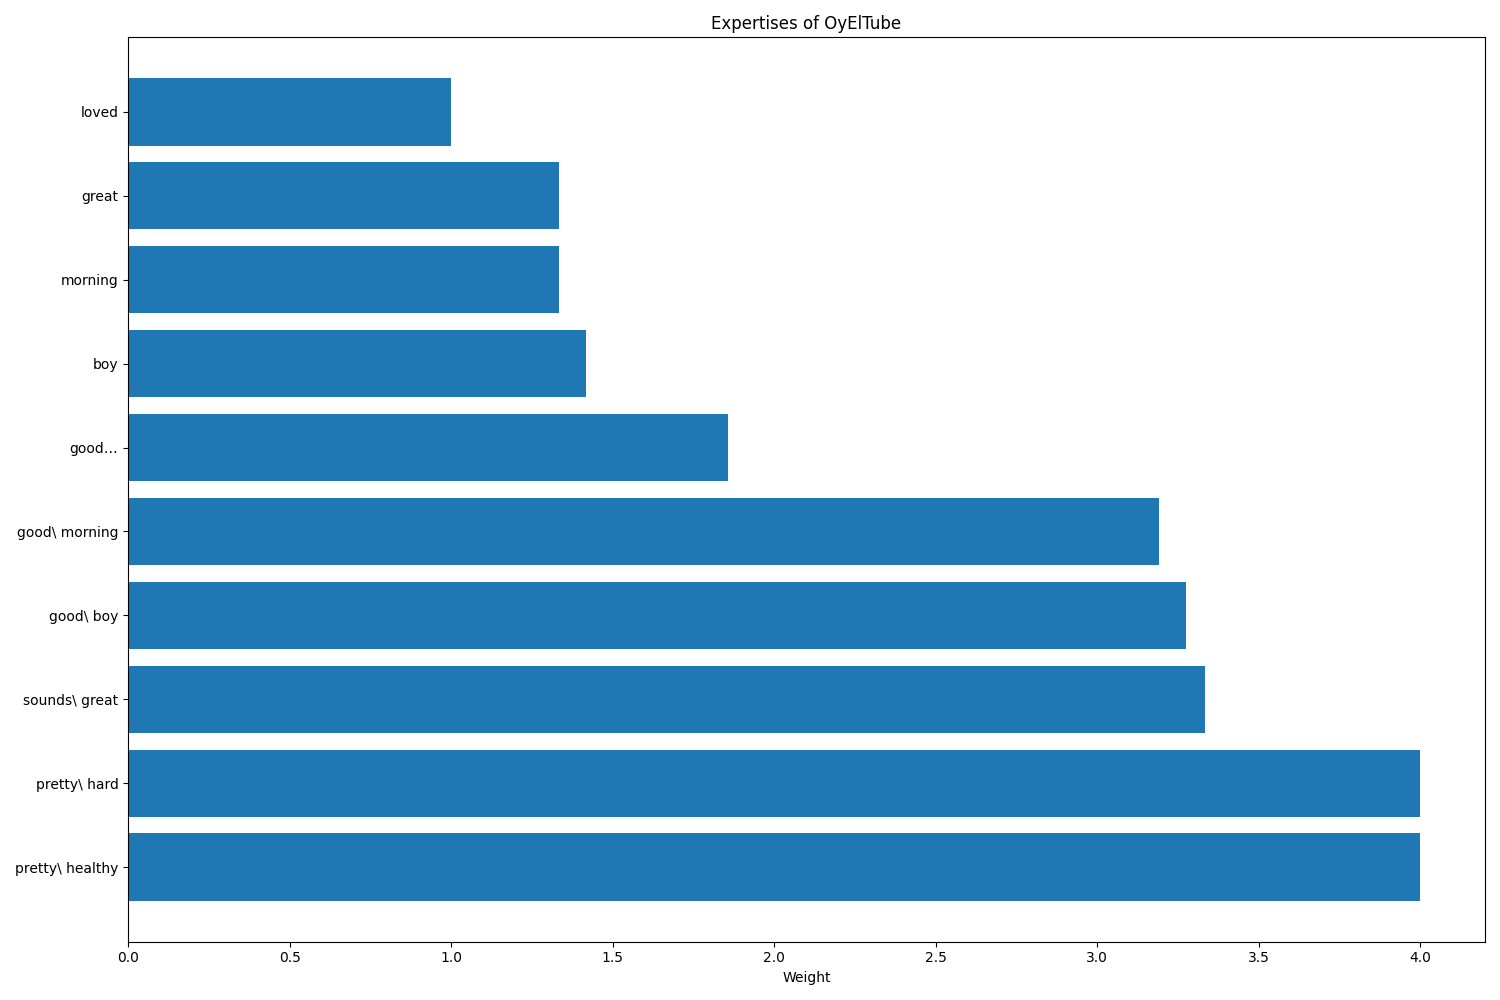 Expertises of OyElTube
loved
great
morning
boy
good…
good\ morning
good\ boy
sounds\ great
pretty\ hard
pretty\ healthy
0.0 0.5 1.0 1.5 2.0 2.5 3.0 3.5 4.0
Weight